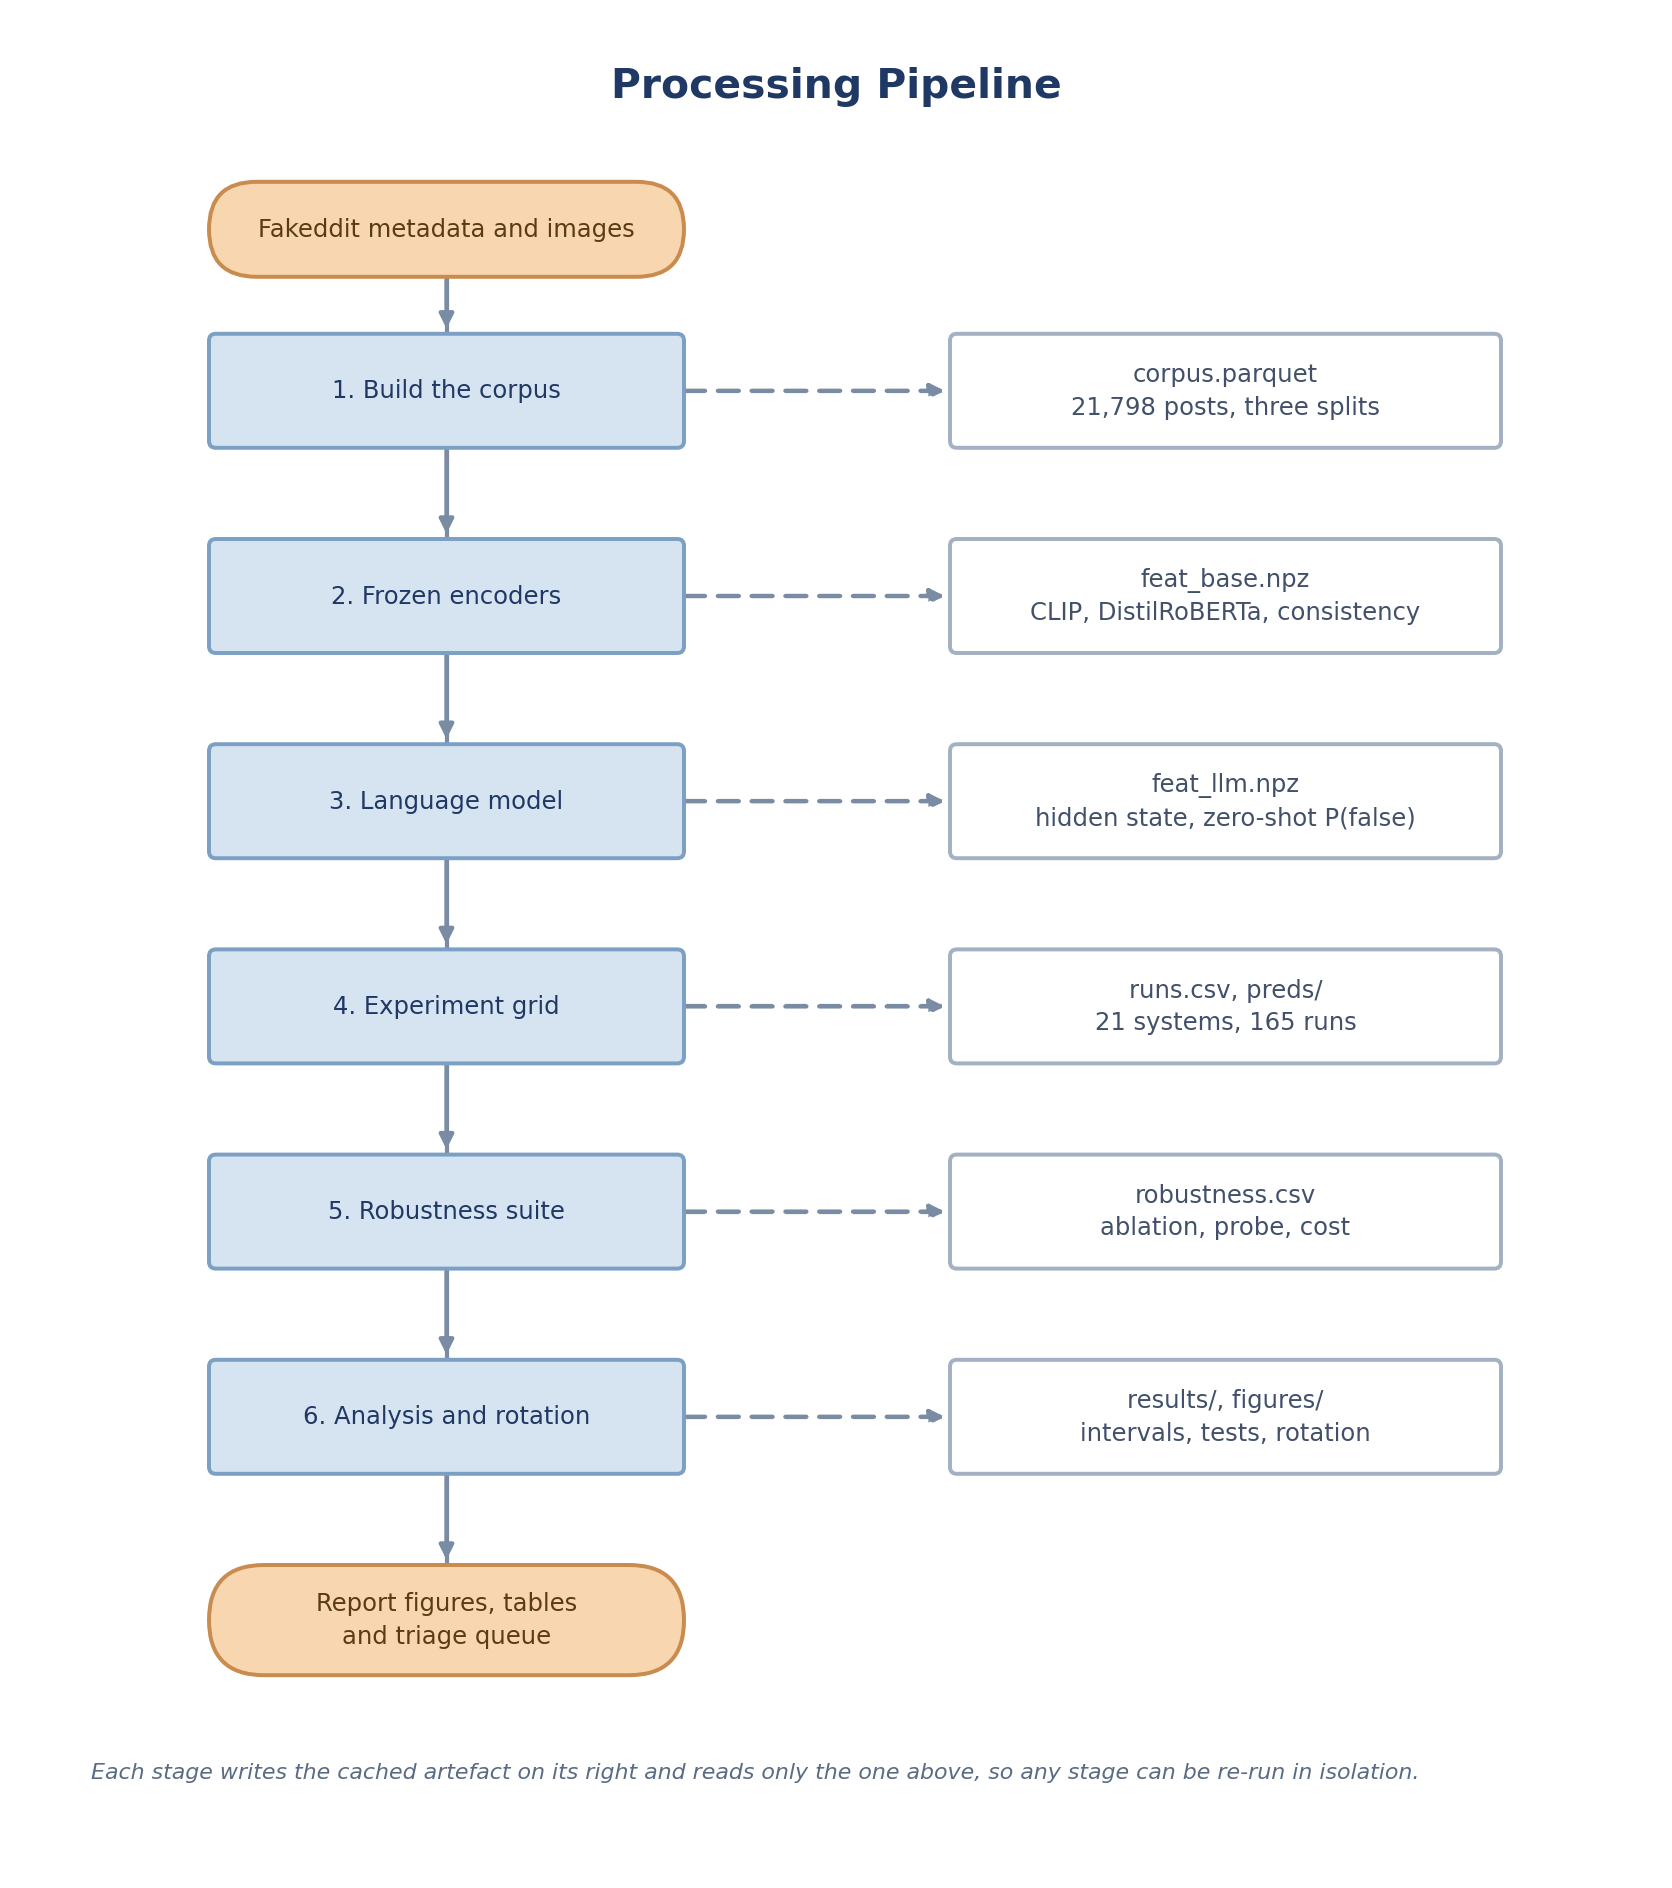 Processing Pipeline
Fakeddit metadata and images
1. Build the corpus
corpus.parquet
21,798 posts, three splits
2. Frozen encoders
feat_base.npz
CLIP, DistilRoBERTa, consistency
3. Language model
feat_llm.npz
hidden state, zero-shot P(false)
4. Experiment grid
runs.csv, preds/
21 systems, 165 runs
5. Robustness suite
robustness.csv
ablation, probe, cost
6. Analysis and rotation
results/, figures/
intervals, tests, rotation
Report figures, tables
and triage queue
Each stage writes the cached artefact on its right and reads only the one above, so any stage can be re-run in isolation.